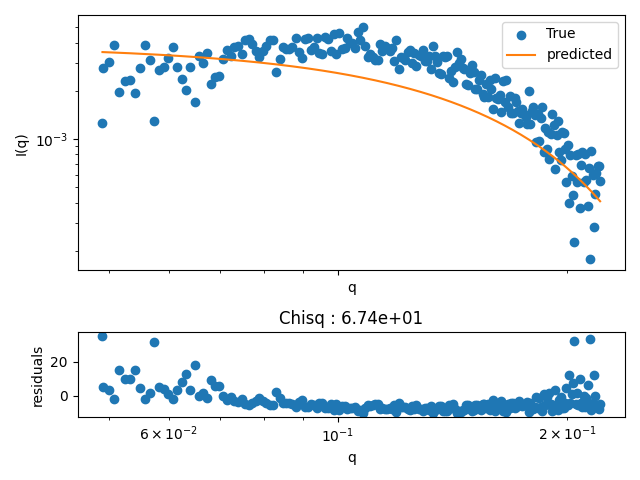 True
predicted
I(q)
10⁻³
q
Chisq : 6.74e+01
residuals
20
0
6 × 10⁻²
10⁻¹
2 × 10⁻¹
q